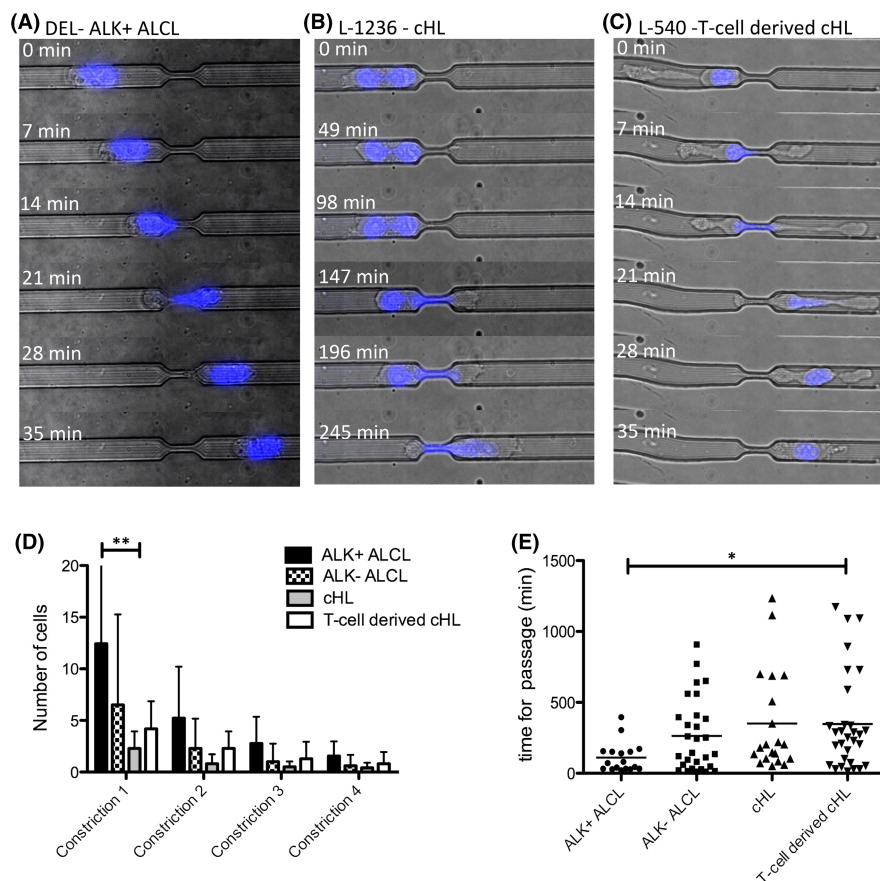 (A) DEL- ALK+ ALCL
0 min
7 min
14 min
21 min
28 min
35 min
(B) L-1236 - cHL
0 min
49 min
98 min
147 min
196 min
245 min
(C) L-540 -T-cell derived cHL
0 min
7 min
14 min
21 min
28 min
35 min
(D)
**
ALK+ ALCL
ALK- ALCL
cHL
T-cell derived cHL
Number of cells
20
15
10
5
0
Constriction 1
Constriction 2
Constriction 3
Constriction 4
(E)
*
time for passage (min)
1500
1000
500
0
ALK+ ALCL
ALK- ALCL
cHL
T-cell derived cHL